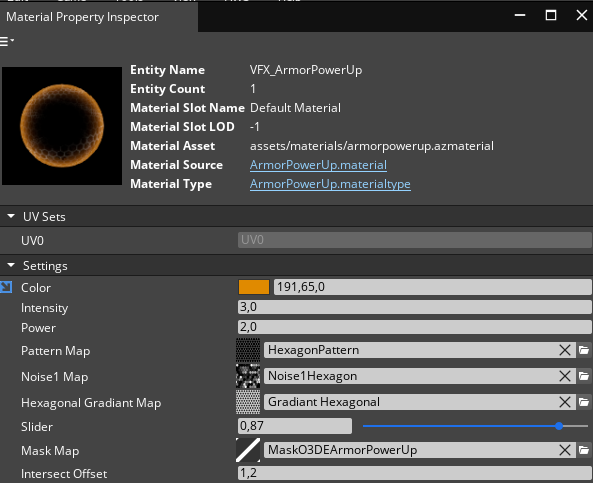 Material Property Inspector
Entity Name VFX_ArmorPowerUp
Entity Count 1
Material Slot Name Default Material
Material Slot LOD -1
Material Asset assets/materials/armorpowerup.azmaterial
Material Source ArmorPowerUp.material
Material Type ArmorPowerUp.materialtype
UV Sets
UV0 UV0
Settings
Color 191,65,0
Intensity 3,0
Power 2,0
Pattern Map HexagonPattern
Noise1 Map Noise1Hexagon
Hexagonal Gradiant Map Gradiant Hexagonal
Slider 0,87
Mask Map MaskO3DEArmorPowerUp
Intersect Offset 1,2